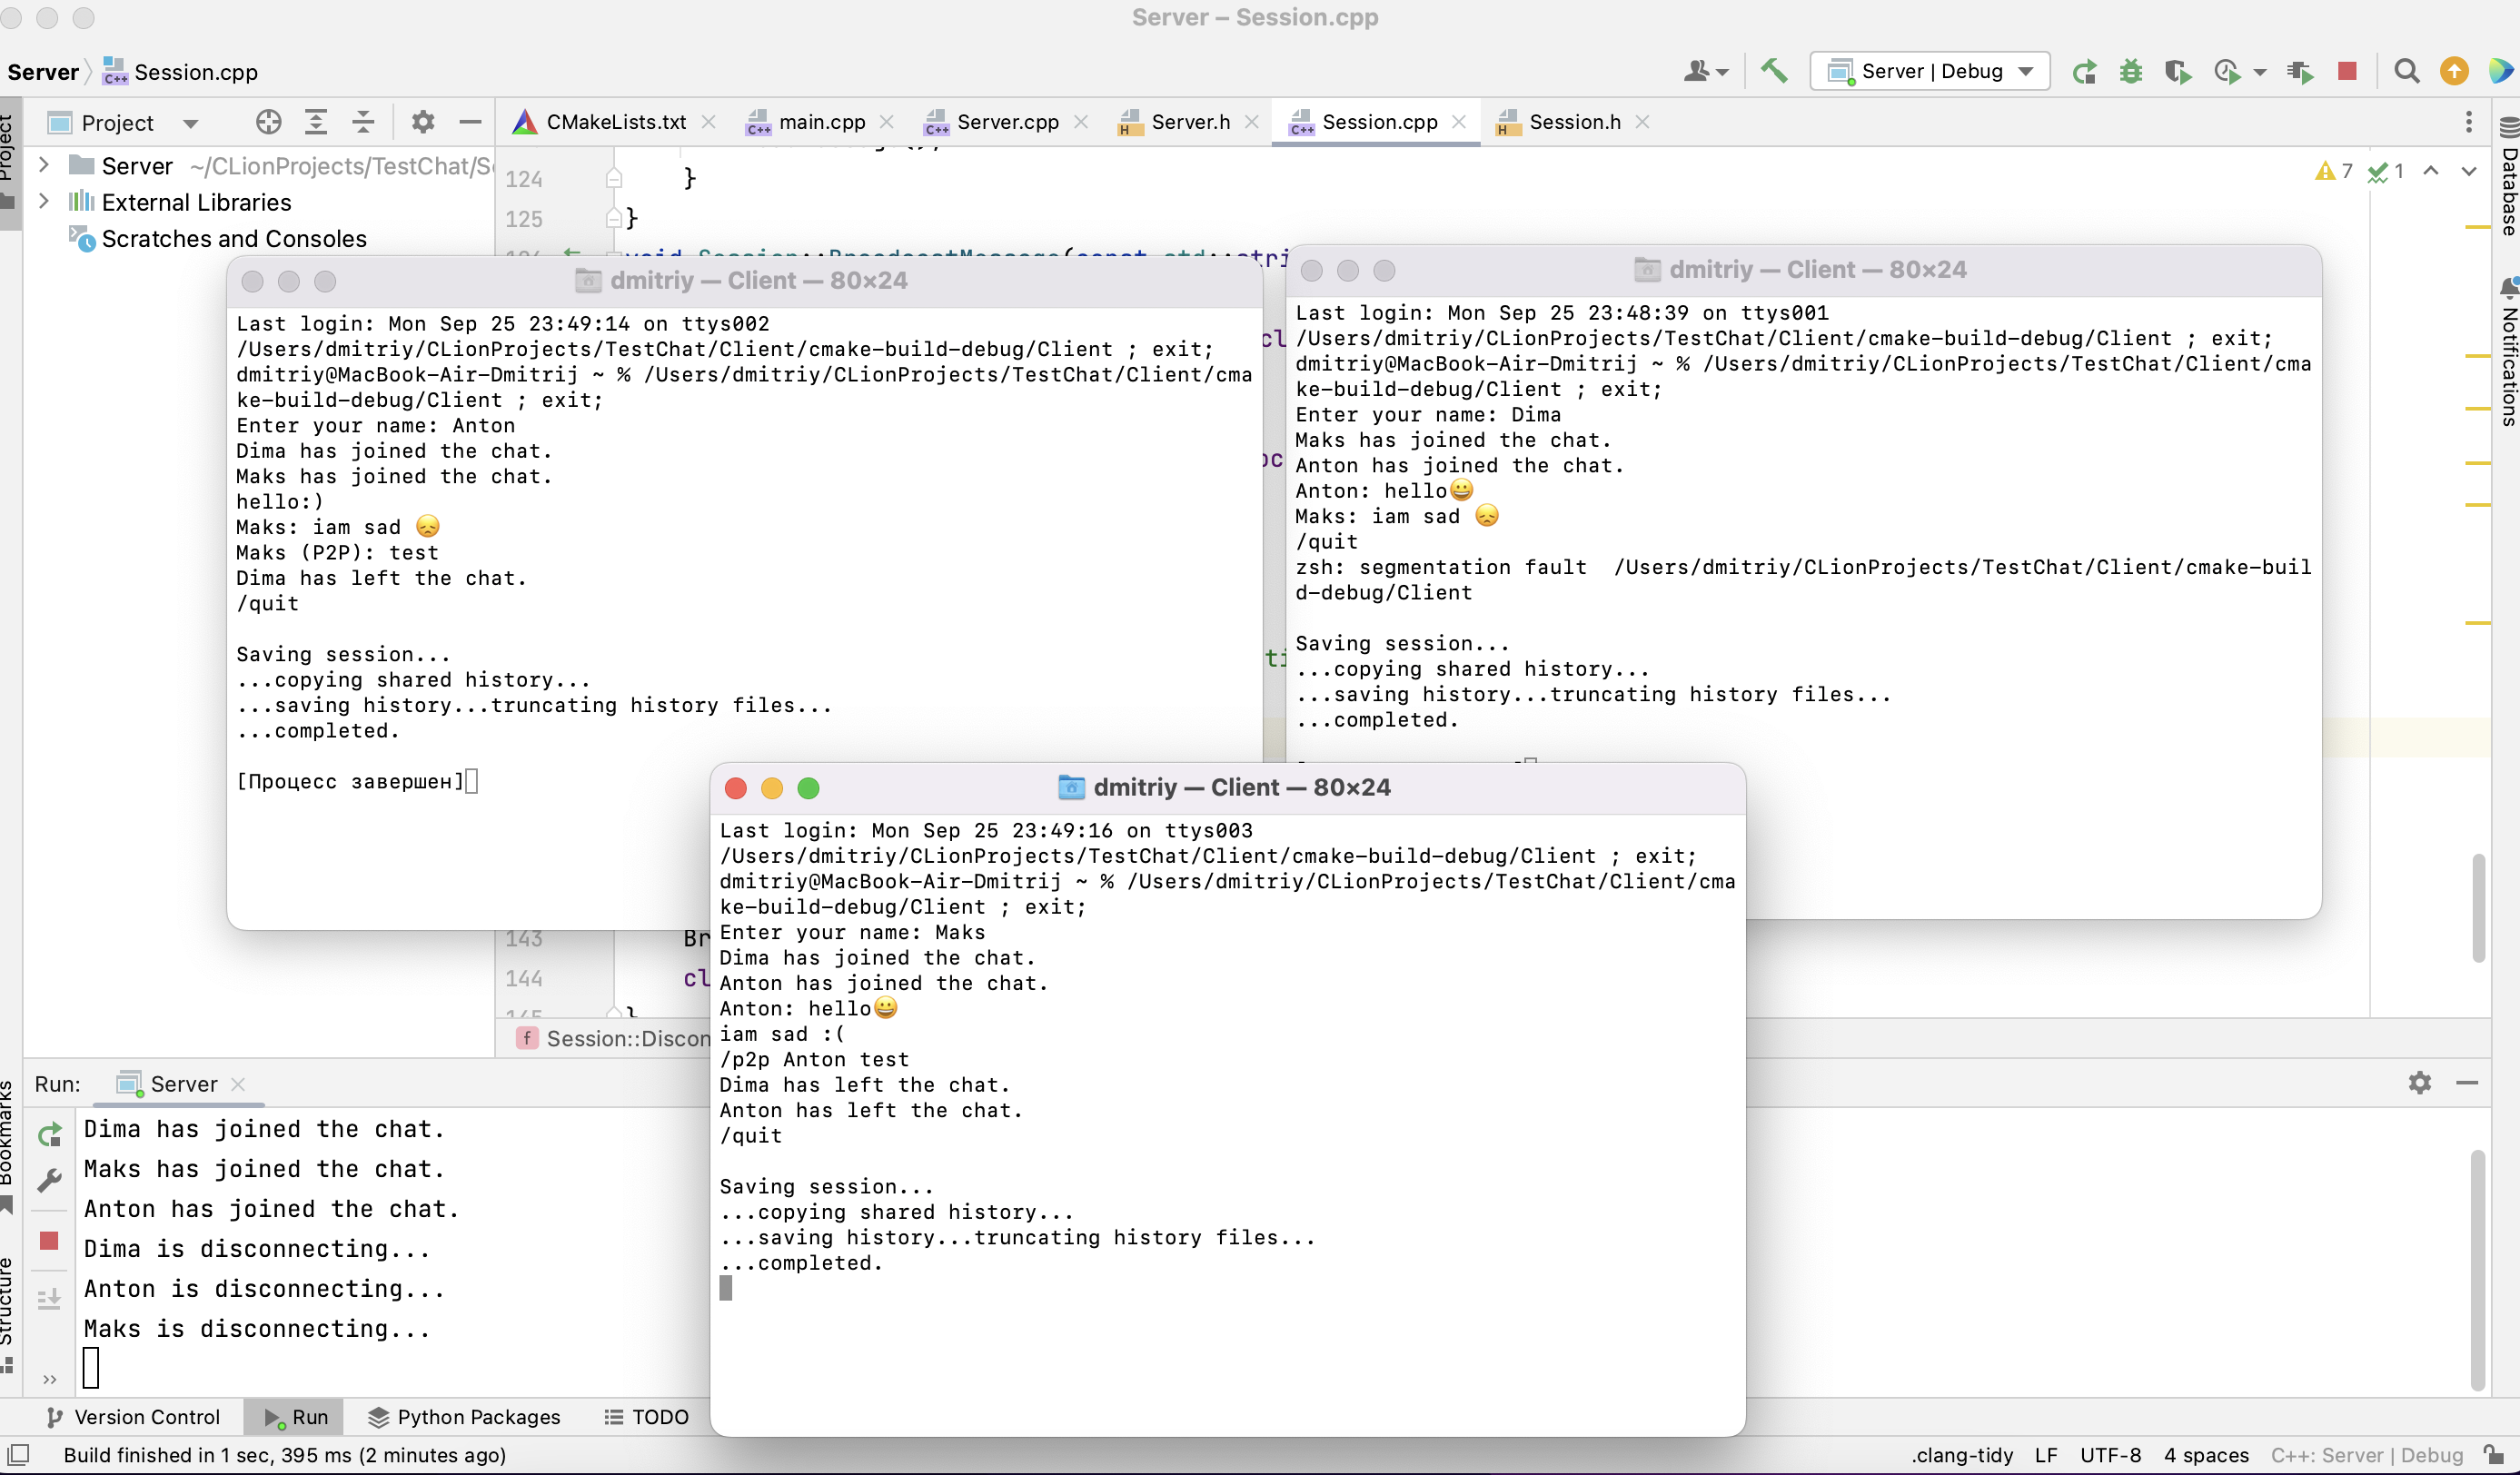 Server – Session.cpp
Server
Session.cpp
Server | Debug
Project
CMakeLists.txt
main.cpp
Server.cpp
Server.h
Session.cpp
Session.h
Project
Server ~/CLionProjects/TestChat/Se
External Libraries
Scratches and Consoles
124 }
125 }
7
1
Database
Notifications
void Session::BroadcastMessage(const std::stri
dmitriy — Client — 80×24
Last login: Mon Sep 25 23:49:14 on ttys002
/Users/dmitriy/CLionProjects/TestChat/Client/cmake-build-debug/Client ; exit;
dmitriy@MacBook-Air-Dmitrij ~ % /Users/dmitriy/CLionProjects/TestChat/Client/cma
ke-build-debug/Client ; exit;
Enter your name: Anton
Dima has joined the chat.
Maks has joined the chat.
hello:)
Maks: iam sad 😞
Maks (P2P): test
Dima has left the chat.
/quit
Saving session...
...copying shared history...
...saving history...truncating history files...
...completed.
[Процесс завершен]
dmitriy — Client — 80×24
Last login: Mon Sep 25 23:48:39 on ttys001
/Users/dmitriy/CLionProjects/TestChat/Client/cmake-build-debug/Client ; exit;
dmitriy@MacBook-Air-Dmitrij ~ % /Users/dmitriy/CLionProjects/TestChat/Client/cma
ke-build-debug/Client ; exit;
Enter your name: Dima
Maks has joined the chat.
Anton has joined the chat.
Anton: hello😀
Maks: iam sad 😞
/quit
zsh: segmentation fault  /Users/dmitriy/CLionProjects/TestChat/Client/cmake-buil
d-debug/Client
Saving session...
...copying shared history...
...saving history...truncating history files...
...completed.
dmitriy — Client — 80×24
Last login: Mon Sep 25 23:49:16 on ttys003
/Users/dmitriy/CLionProjects/TestChat/Client/cmake-build-debug/Client ; exit;
dmitriy@MacBook-Air-Dmitrij ~ % /Users/dmitriy/CLionProjects/TestChat/Client/cma
ke-build-debug/Client ; exit;
Enter your name: Maks
Dima has joined the chat.
Anton has joined the chat.
Anton: hello😀
iam sad :(
/p2p Anton test
Dima has left the chat.
Anton has left the chat.
/quit
Saving session...
...copying shared history...
...saving history...truncating history files...
...completed.
143 Br
144 cl
145 }
f Session::Discon
Run:
Server
Dima has joined the chat.
Maks has joined the chat.
Anton has joined the chat.
Dima is disconnecting...
Anton is disconnecting...
Maks is disconnecting...
Bookmarks
Structure
Version Control
Run
Python Packages
TODO
Build finished in 1 sec, 395 ms (2 minutes ago)
.clang-tidy
LF
UTF-8
4 spaces
C++: Server | Debug